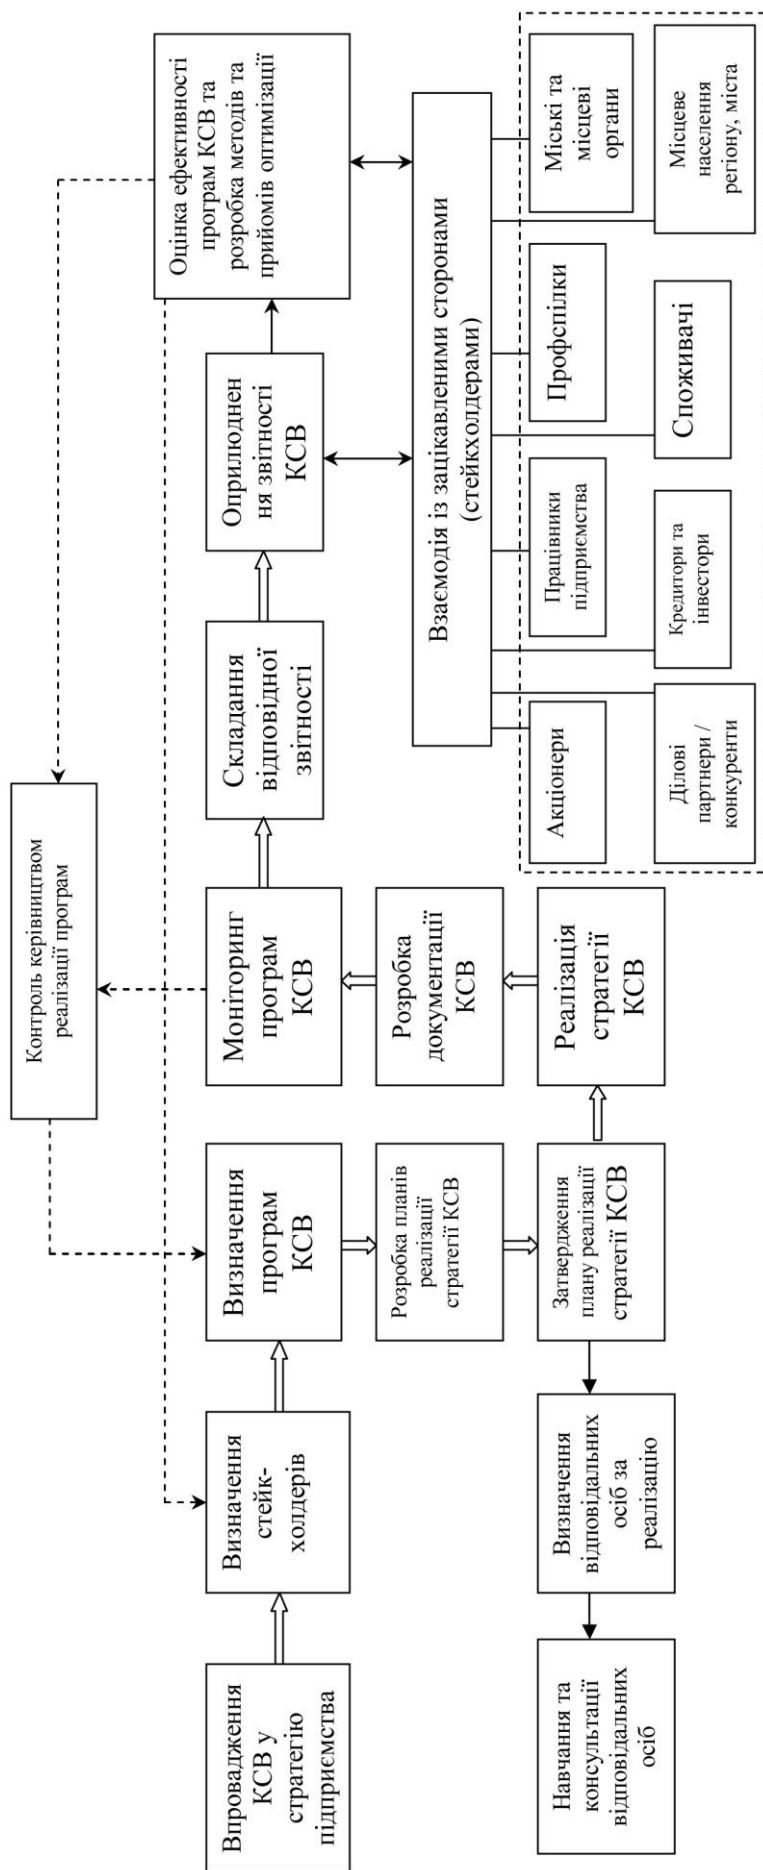 Контроль керівництвом
реалізації програм
Впровадження
КСВ у
стратегію
підприємства
Визначення
стейк-
холдерів
Визначення
програм
КСВ
Моніторинг
програм
КСВ
Складання
відповідної
звітності
Оприлюднен
ня звітності
КСВ
Оцінка ефективності
програм КСВ та
розробка методів та
прийомів оптимізації
Розробка планів
реалізації
стратегії КСВ
Розробка
документації
КСВ
Навчання та
консультації
відповідальних
осіб
Визначення
відповідальних
осіб за
реалізацію
Затвердження
плану реалізації
стратегії КСВ
Реалізація
стратегії
КСВ
Взаємодія із зацікавленими сторонами
(стейкхолдерами)
Акціонери
Працівники
підприємства
Профспілки
Міські та
місцеві
органи
Ділові
партнери /
конкуренти
Кредитори та
інвестори
Споживачі
Місцеве
населення
регіону, міста